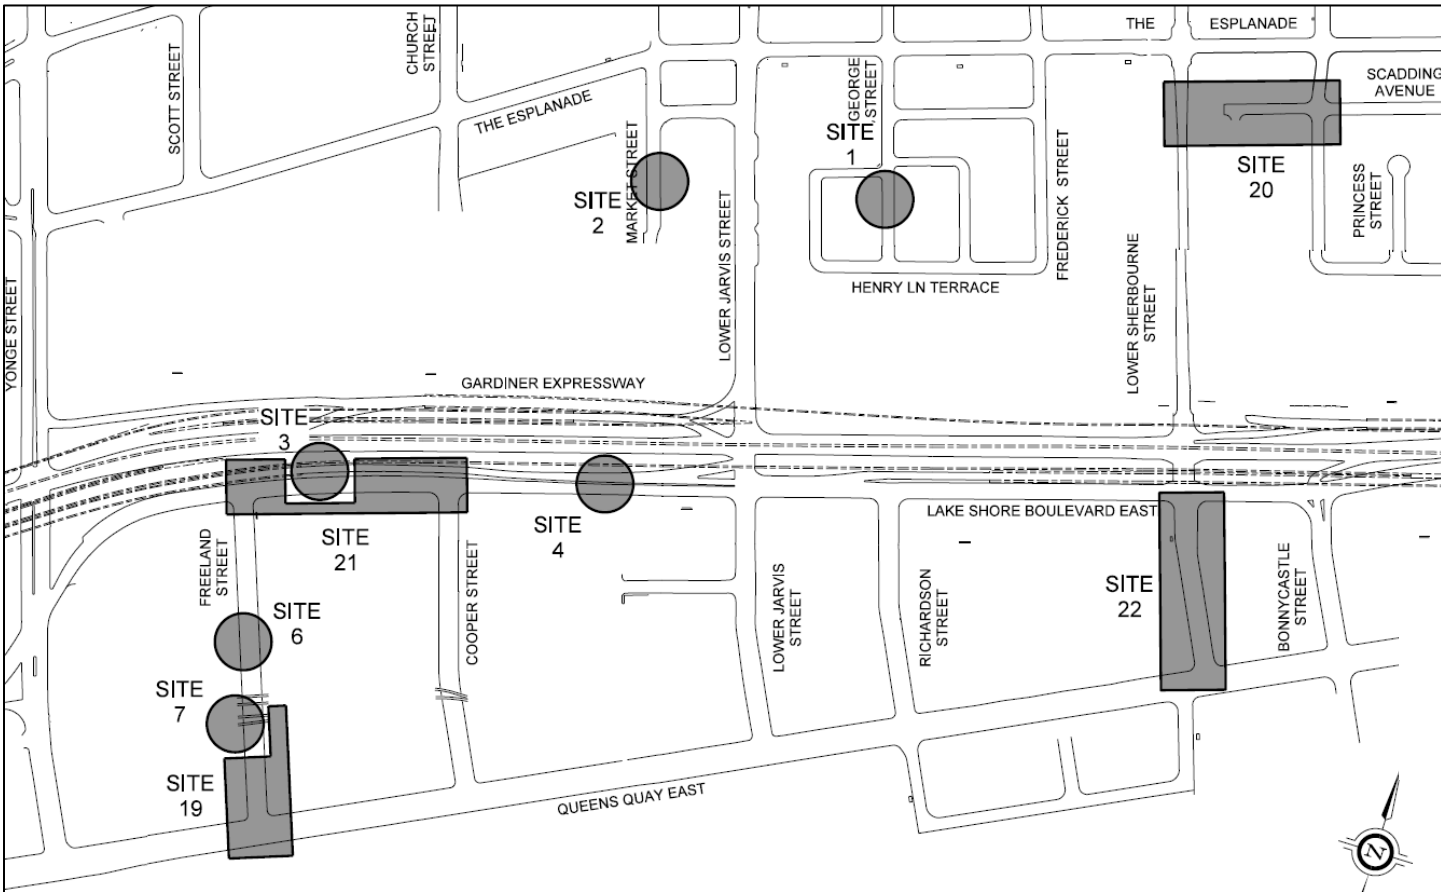 THE ESPLANADE
SCOTT STREET
CHURCH
STREET
THE ESPLANADE
GEORGE
STREET
SCADDING
AVENUE
SITE
1
MARKET STREET
SITE
2
LOWER JARVIS STREET
FREDERICK STREET
SITE
20
PRINCESS
STREET
HENRY LN TERRACE
LOWER SHERBOURNE
STREET
YONGE STREET
GARDINER EXPRESSWAY
SITE
3
SITE
4
SITE
21
LAKE SHORE BOULEVARD EAST
FREELAND
STREET
COOPER STREET
LOWER JARVIS
STREET
RICHARDSON
STREET
SITE
22
BONNYCASTLE
STREET
SITE
6
SITE
7
SITE
19
QUEENS QUAY EAST
N